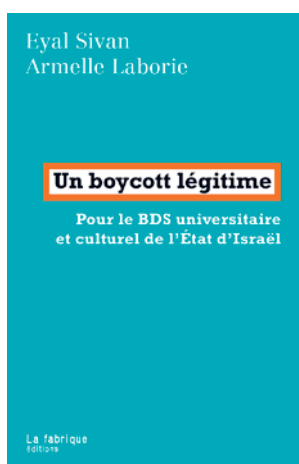 Eyal Sivan
Armelle Laborie
Un boycott légitime
Pour le BDS universitaire
et culturel de l’État d’Israël
La fabrique
éditions